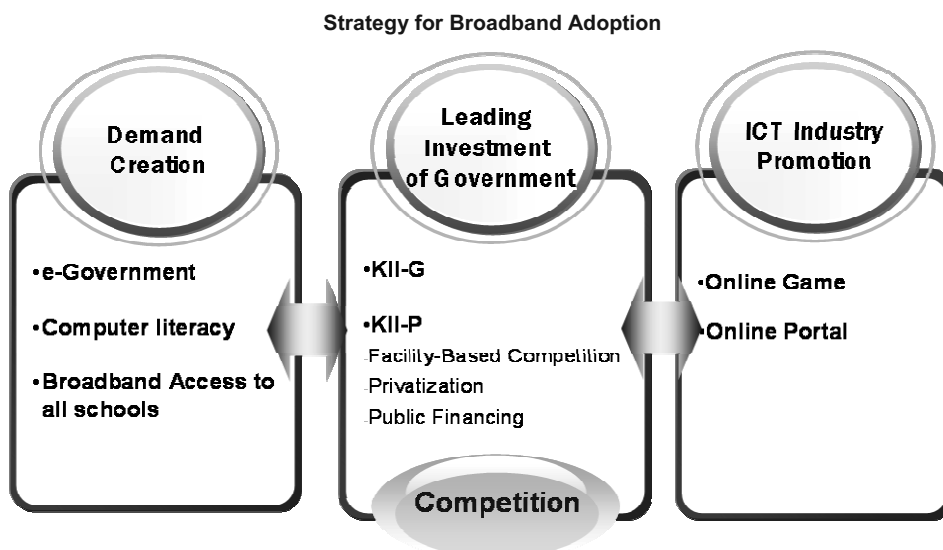 Strategy for Broadband Adoption
Demand
Creation
•e-Government
•Computer literacy
•Broadband Access to
all schools
Leading
Investment
of Government
•KII-G
•KII-P
-Facility-Based Competition
-Privatization
-Public Financing
Competition
ICT Industry
Promotion
•Online Game
•Online Portal